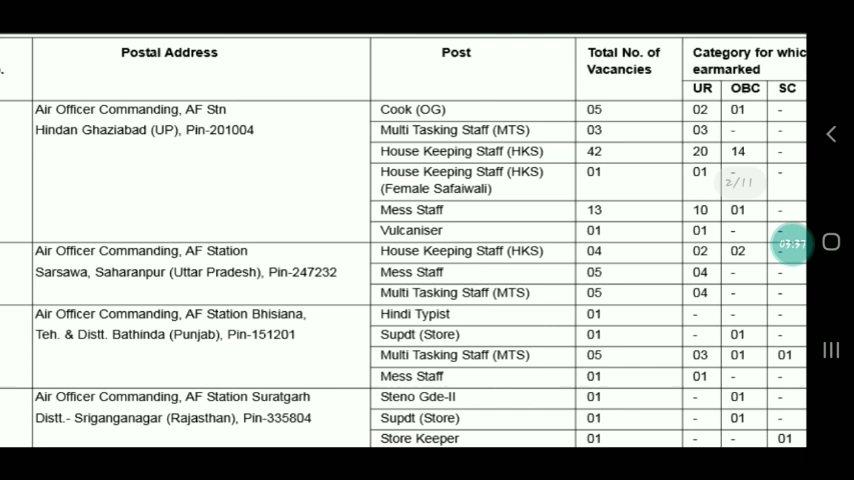 Postal Address Post Total No. of Category for whic
. Vacancies earmarked
UR OBC SC
Air Officer Commanding, AF Stn Cook (OG) 05 02 01 -
Hindan Ghaziabad (UP), Pin-201004 Multi Tasking Staff (MTS) 03 03 - -
House Keeping Staff (HKS) 42 20 14 -
House Keeping Staff (HKS) 01 01 - -
(Female Safaiwali) 2/11
Mess Staff 13 10 01 -
Vulcaniser 01 01 - -
03:37
Air Officer Commanding, AF Station House Keeping Staff (HKS) 04 02 02
Sarsawa, Saharanpur (Uttar Pradesh), Pin-247232 Mess Staff 05 04 - -
Multi Tasking Staff (MTS) 05 04 - -
Air Officer Commanding, AF Station Bhisiana, Hindi Typist 01 - - -
Teh. & Distt. Bathinda (Punjab), Pin-151201 Supdt (Store) 01 - 01 -
Multi Tasking Staff (MTS) 05 03 01 01
Mess Staff 01 01 - -
Air Officer Commanding, AF Station Suratgarh Steno Gde-II 01 - 01 -
Distt.- Sriganganagar (Rajasthan), Pin-335804 Supdt (Store) 01 - 01 -
Store Keeper 01 - - 01